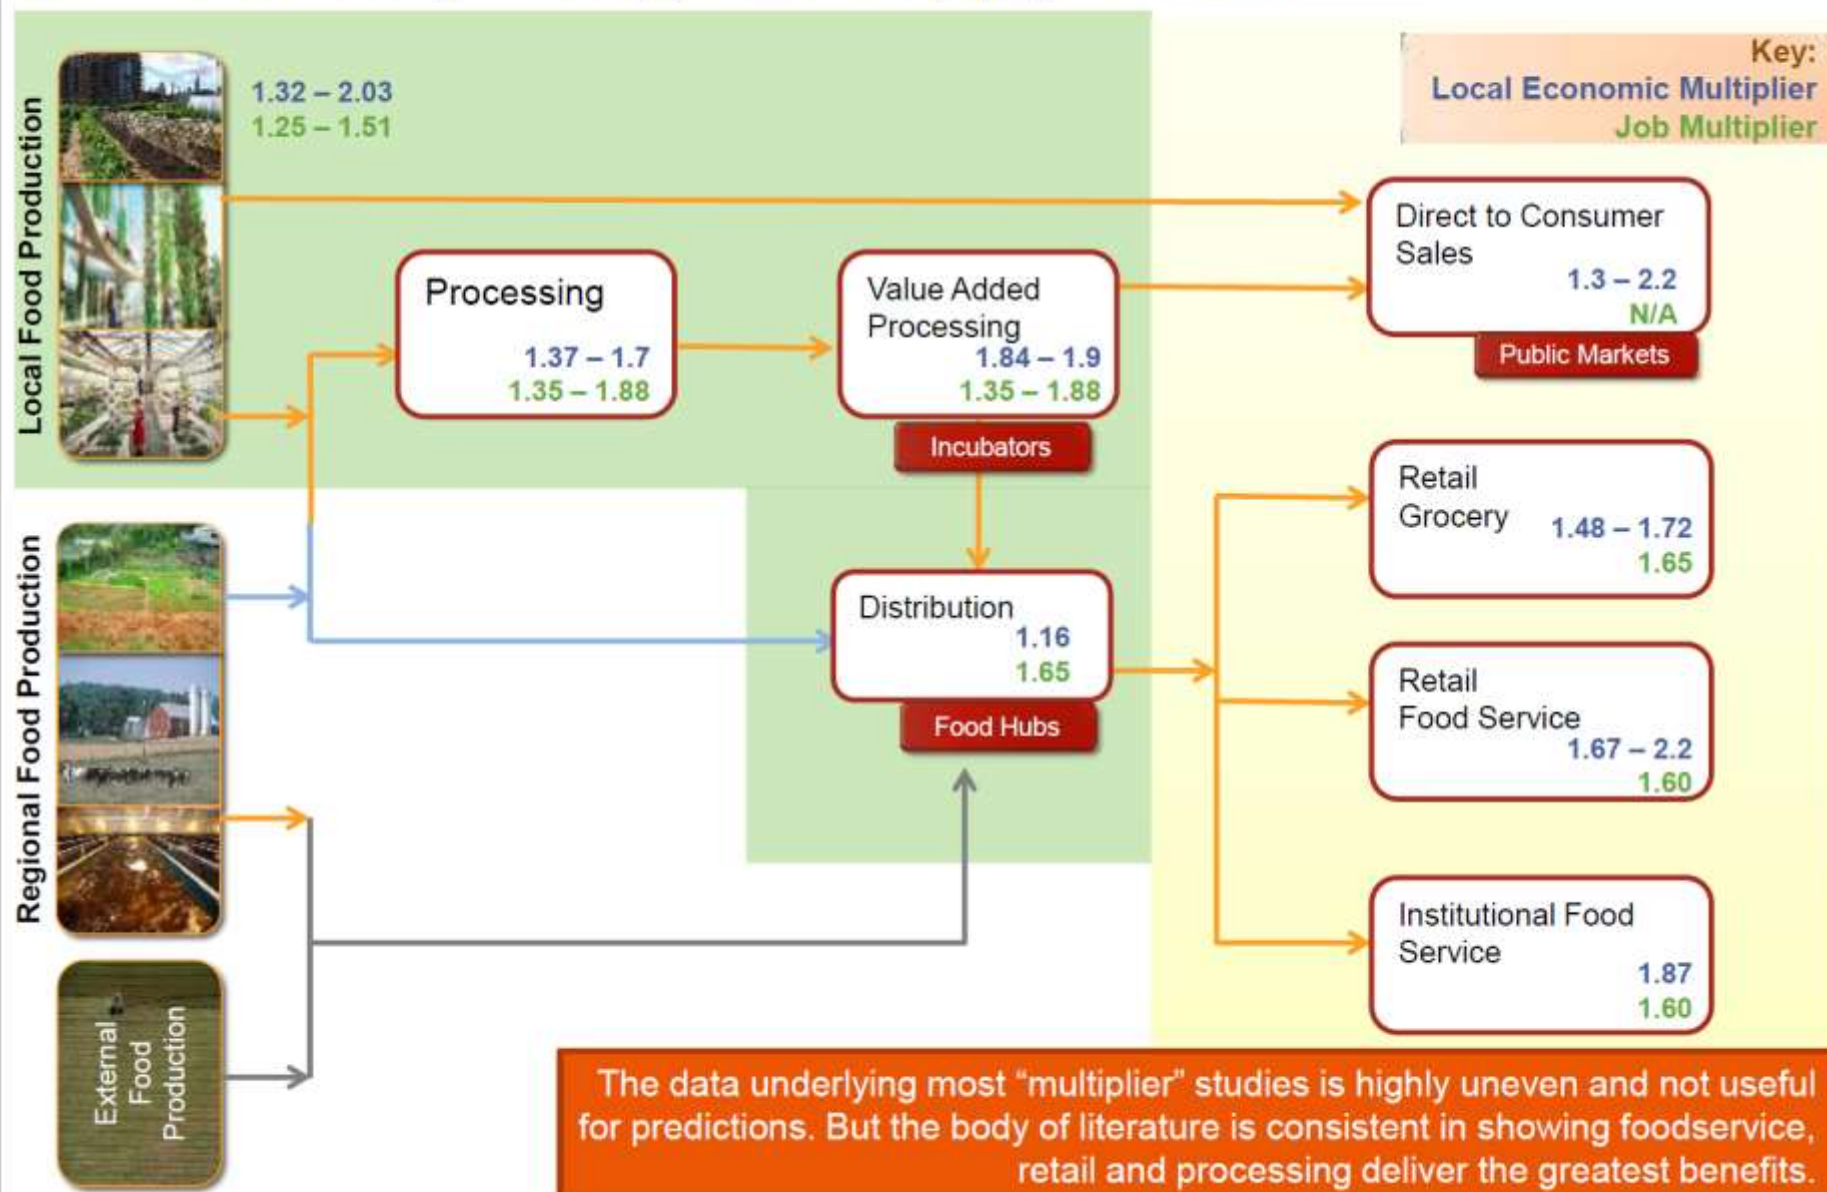 Key:
Local Economic Multiplier
Job Multiplier
Local Food Production
1.32 – 2.03
1.25 – 1.51
Processing
1.37 – 1.7
1.35 – 1.88
Value Added
Processing
1.84 – 1.9
1.35 – 1.88
Incubators
Direct to Consumer
Sales
1.3 – 2.2
N/A
Public Markets
Regional Food Production
Distribution
1.16
1.65
Food Hubs
Retail
Grocery
1.48 – 1.72
1.65
Retail
Food Service
1.67 – 2.2
1.60
Institutional Food
Service
1.87
1.60
External
Food
Production
The data underlying most “multiplier” studies is highly uneven and not useful
for predictions. But the body of literature is consistent in showing foodservice,
retail and processing deliver the greatest benefits.